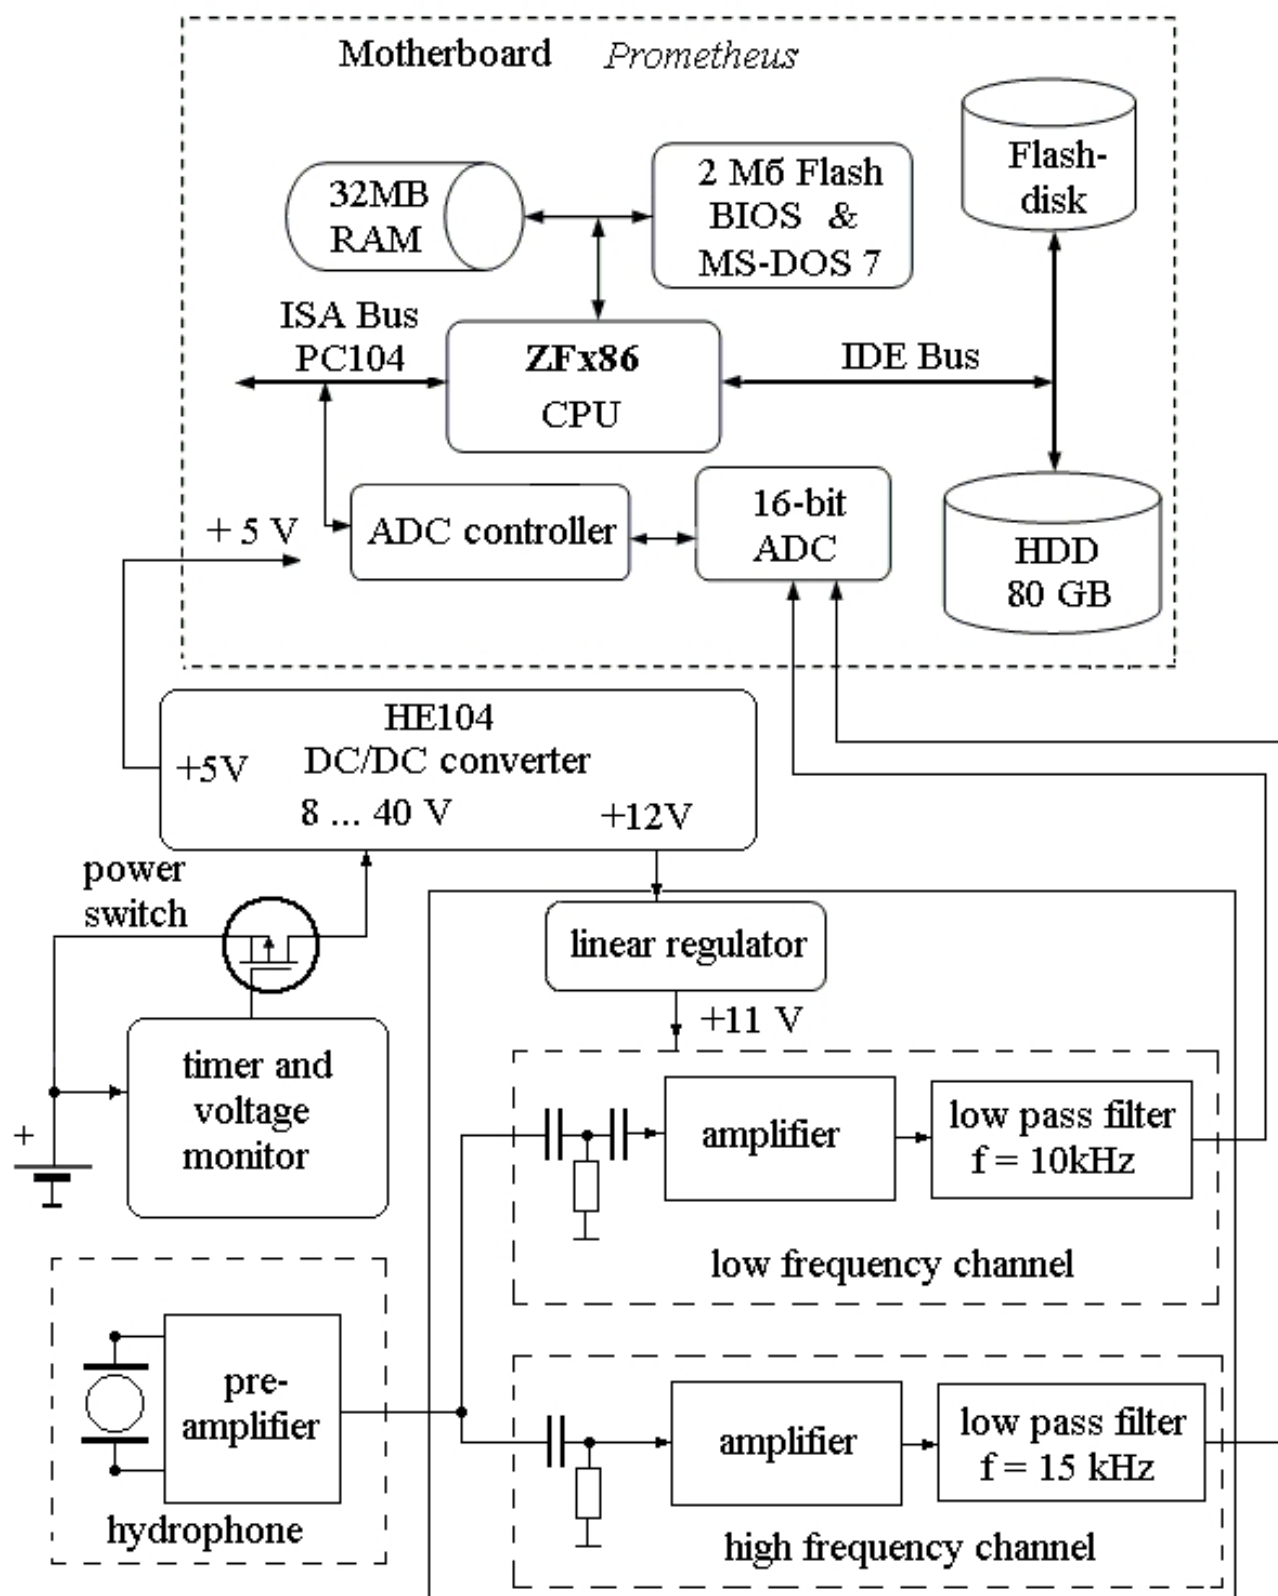 Motherboard Prometheus
Flash-
disk
32MB
RAM
2 Мб Flash
BIOS &
MS-DOS 7
ISA Bus
PC104
ZFx86
CPU
IDE Bus
+ 5 V
ADC controller
16-bit
ADC
HDD
80 GB
HE104
DC/DC converter
+5V
8 ... 40 V
+12V
power
switch
linear regulator
+11 V
timer and
voltage
monitor
+
amplifier
low pass filter
f = 10kHz
low frequency channel
pre-
amplifier
hydrophone
amplifier
low pass filter
f = 15 kHz
high frequency channel